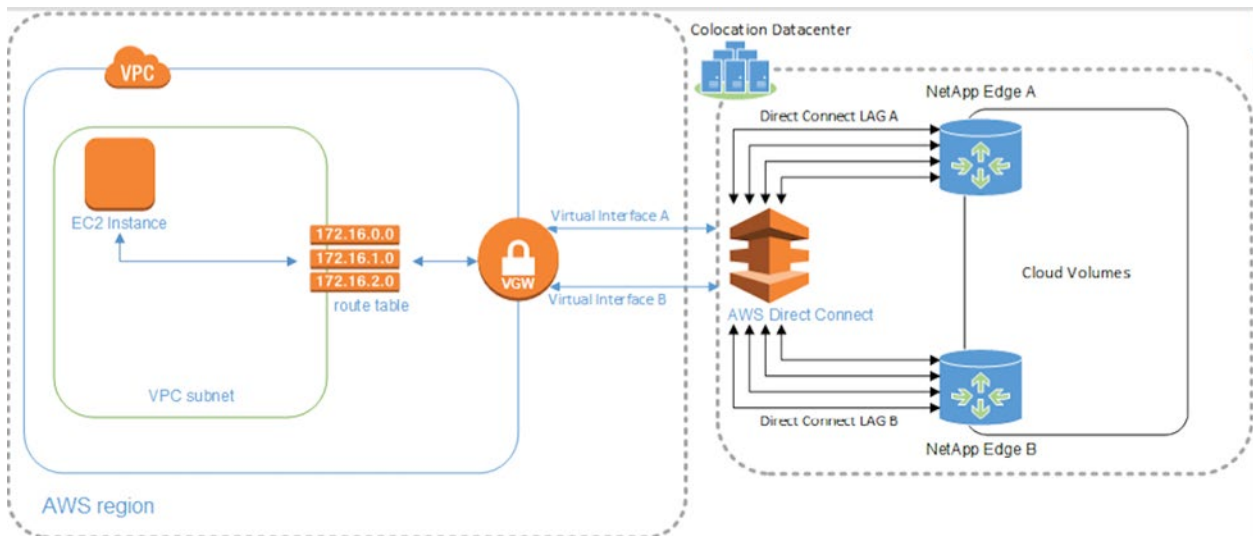 Colocation Datacenter
VPC
NetApp Edge A
Direct Connect LAG A
EC2 Instance
Virtual Interface A
172.16.0.0
172.16.1.0
172.16.2.0
route table
VGW
Virtual Interface B
AWS Direct Connect
Cloud Volumes
VPC subnet
Direct Connect LAG B
NetApp Edge B
AWS region